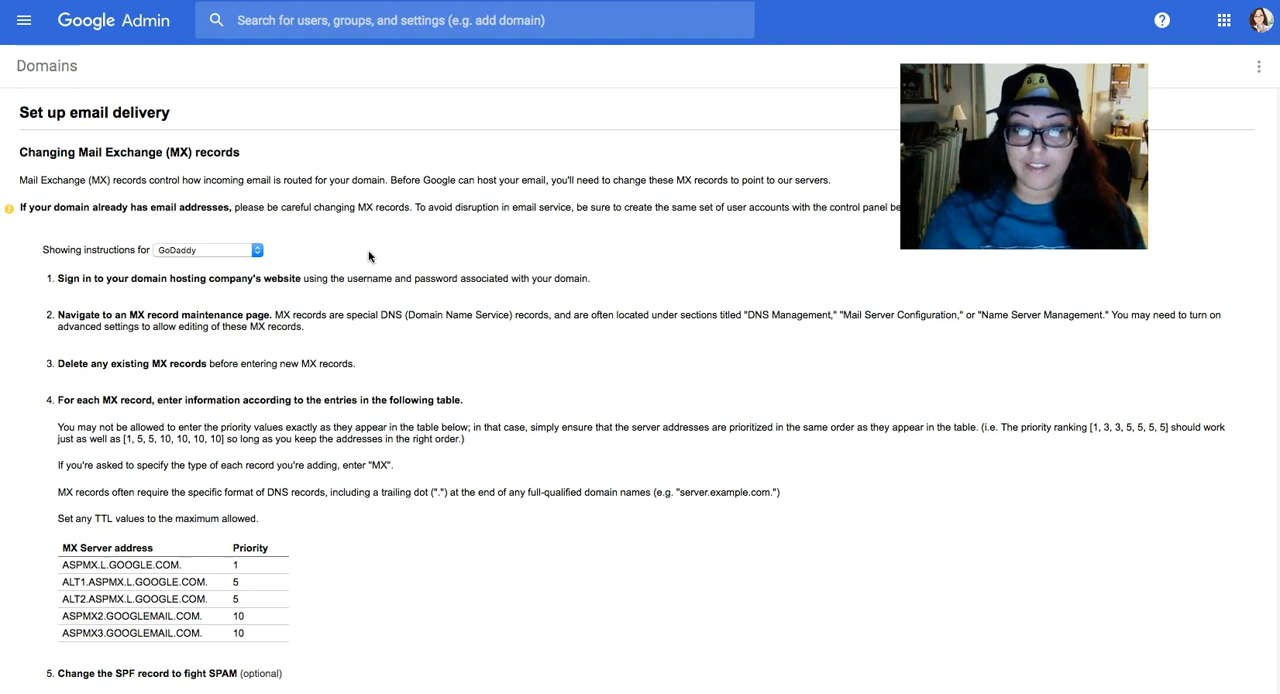 Google Admin
Search for users, groups, and settings (e.g. add domain)
?
Domains
Set up email delivery
Changing Mail Exchange (MX) records
Mail Exchange (MX) records control how incoming email is routed for your domain. Before Google can host your email, you'll need to change these MX records to point to our servers.
If your domain already has email addresses, please be careful changing MX records. To avoid disruption in email service, be sure to create the same set of user accounts with the control panel be
Showing instructions for GoDaddy
1. Sign in to your domain hosting company's website using the username and password associated with your domain.
2. Navigate to an MX record maintenance page. MX records are special DNS (Domain Name Service) records, and are often located under sections titled "DNS Management," "Mail Server Configuration," or "Name Server Management." You may need to turn on
advanced settings to allow editing of these MX records.
3. Delete any existing MX records before entering new MX records.
4. For each MX record, enter information according to the entries in the following table.
You may not be allowed to enter the priority values exactly as they appear in the table below; in that case, simply ensure that the server addresses are prioritized in the same order as they appear in the table. (i.e. The priority ranking [1, 3, 3, 5, 5, 5, 5] should work
just as well as [1, 5, 5, 10, 10, 10, 10] so long as you keep the addresses in the right order.)
If you're asked to specify the type of each record you're adding, enter "MX".
MX records often require the specific format of DNS records, including a trailing dot (".") at the end of any full-qualified domain names (e.g. "server.example.com.")
Set any TTL values to the maximum allowed.
MX Server address Priority
ASPMX.L.GOOGLE.COM. 1
ALT1.ASPMX.L.GOOGLE.COM. 5
ALT2.ASPMX.L.GOOGLE.COM. 5
ASPMX2.GOOGLEMAIL.COM. 10
ASPMX3.GOOGLEMAIL.COM. 10
5. Change the SPF record to fight SPAM (optional)